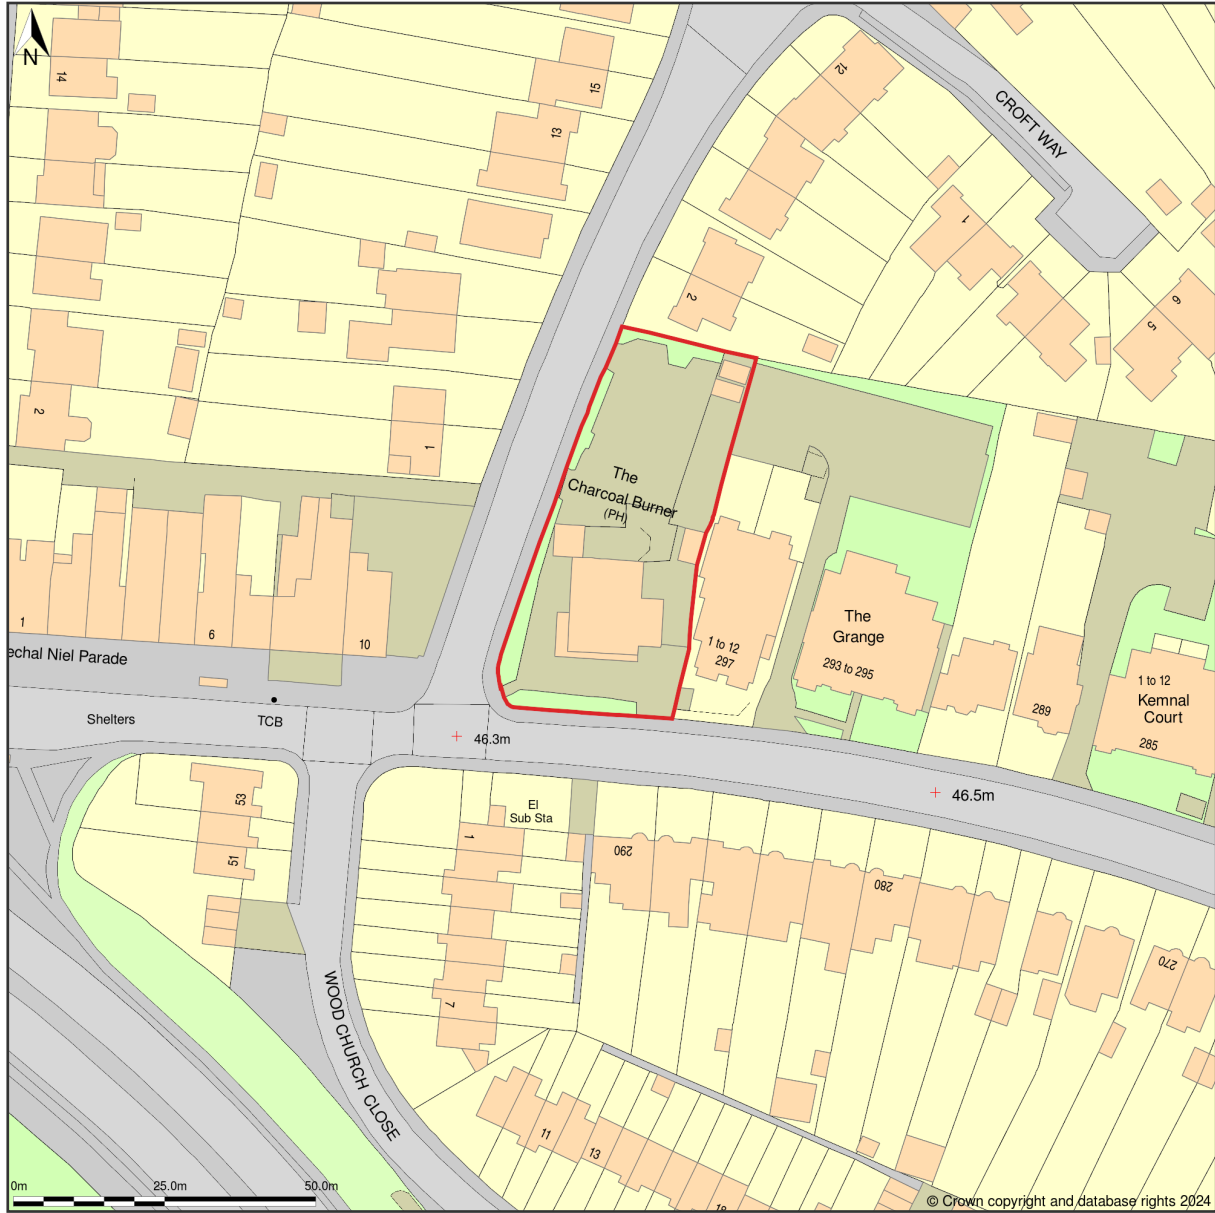 N
14
15
12
13
CROFT WAY
1
2
6
5
2
1
The
Charcoal Burner
(PH)
1
6
10
The
Grange
293 to 295
1 to 12
297
289
1 to 12
Kemnal
Court
285
echal Niel Parade
Shelters
TCB
46.3m
46.5m
53
51
El
Sub Sta
1
290
280
270
7
WOOD CHURCH CLOSE
11
13
0m
25.0m
50.0m
© Crown copyright and database rights 2024